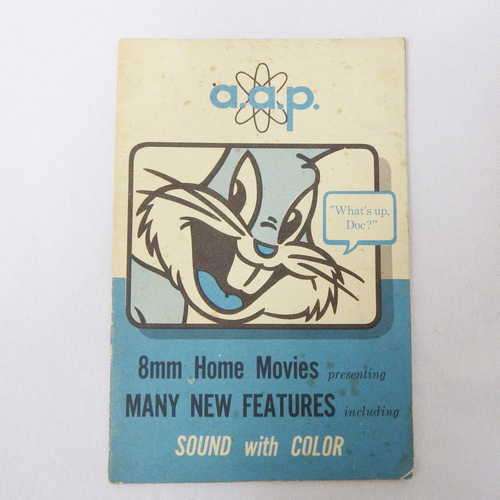 a.a.p.
"What's up,
Doc?"
8mm Home Movies presenting
MANY NEW FEATURES including
SOUND with COLOR